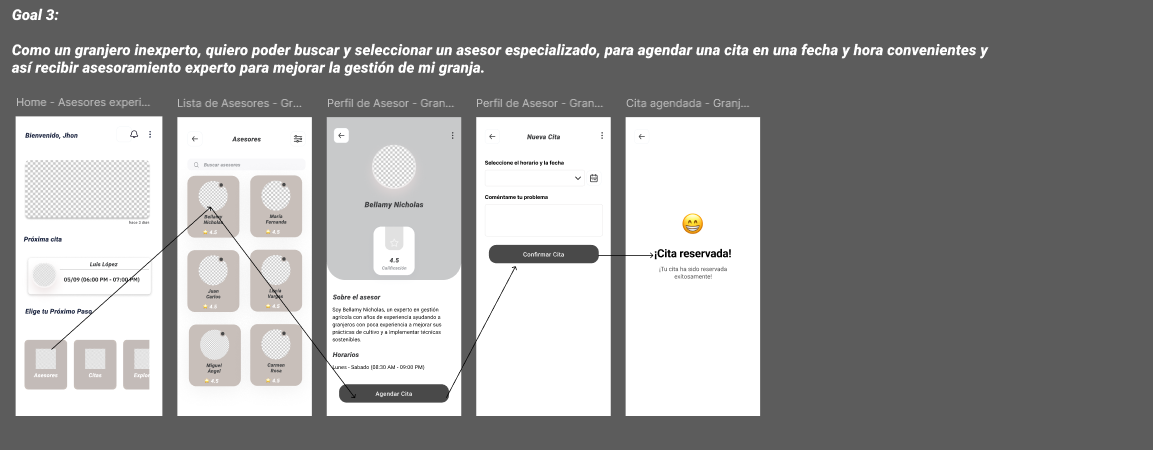 Goal 3:
Como un granjero inexperto, quiero poder buscar y seleccionar un asesor especializado, para agendar una cita en una fecha y hora convenientes y
así recibir asesoramiento experto para mejorar la gestión de mi granja.
Home - Asesores experi...
Bienvenido, Jhon
hace 2 días
Próxima cita
Luis López
05/09 (06:00 PM - 07:00 PM)
Elige tu Próximo Paso
Asesores
Citas
Explor
Lista de Asesores - Gr...
Asesores
Buscar asesores
Bellamy
Nicholas
4.5
María
Fernanda
4.5
Juan
Carlos
4.5
Lucía
Vargas
4.5
Miguel
Angel
4.5
Carmen
Rosa
4.5
Perfil de Asesor - Gran...
Bellamy Nicholas
4.5
Calificación
Sobre el asesor
Soy Bellamy Nicholas, un experto en gestión
agrícola con años de experiencia ayudando a
granjeros con poca experiencia a mejorar sus
prácticas de cultivo y a implementar técnicas
sostenibles.
Horarios
Lunes - Sabado (08:30 AM - 09:00 PM)
Agendar Cita
Perfil de Asesor - Gran...
Nueva Cita
Seleccione el horario y la fecha
Coméntame tu problema
Confirmar Cita
Cita agendada - Granj...
¡Cita reservada!
¡Tu cita ha sido reservada
exitosamente!